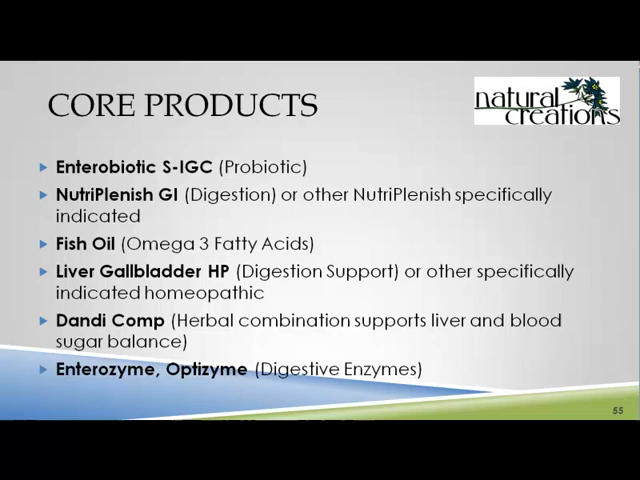 CORE PRODUCTS
natural
creations
Enterobiotic S-IGC (Probiotic)
NutriPlenish GI (Digestion) or other NutriPlenish specifically
indicated
Fish Oil (Omega 3 Fatty Acids)
Liver Gallbladder HP (Digestion Support) or other specifically
indicated homeopathic
Dandi Comp (Herbal combination supports liver and blood
sugar balance)
Enterozyme, Optizyme (Digestive Enzymes)
55